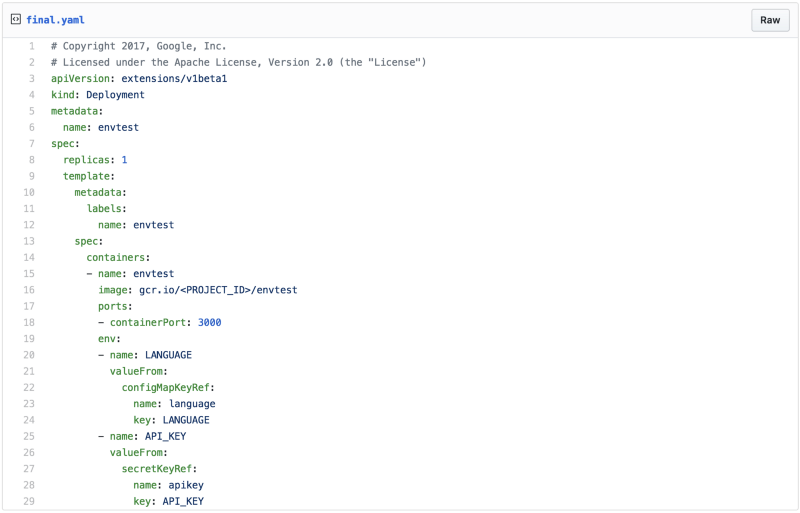 final.yaml
Raw
1 # Copyright 2017, Google, Inc.
2 # Licensed under the Apache License, Version 2.0 (the "License")
3 apiVersion: extensions/v1beta1
4 kind: Deployment
5 metadata:
6   name: envtest
7 spec:
8   replicas: 1
9   template:
10     metadata:
11       labels:
12         name: envtest
13     spec:
14       containers:
15       - name: envtest
16         image: gcr.io/<PROJECT_ID>/envtest
17         ports:
18         - containerPort: 3000
19         env:
20         - name: LANGUAGE
21           valueFrom:
22             configMapKeyRef:
23               name: language
24               key: LANGUAGE
25         - name: API_KEY
26           valueFrom:
27             secretKeyRef:
28               name: apikey
29               key: API_KEY